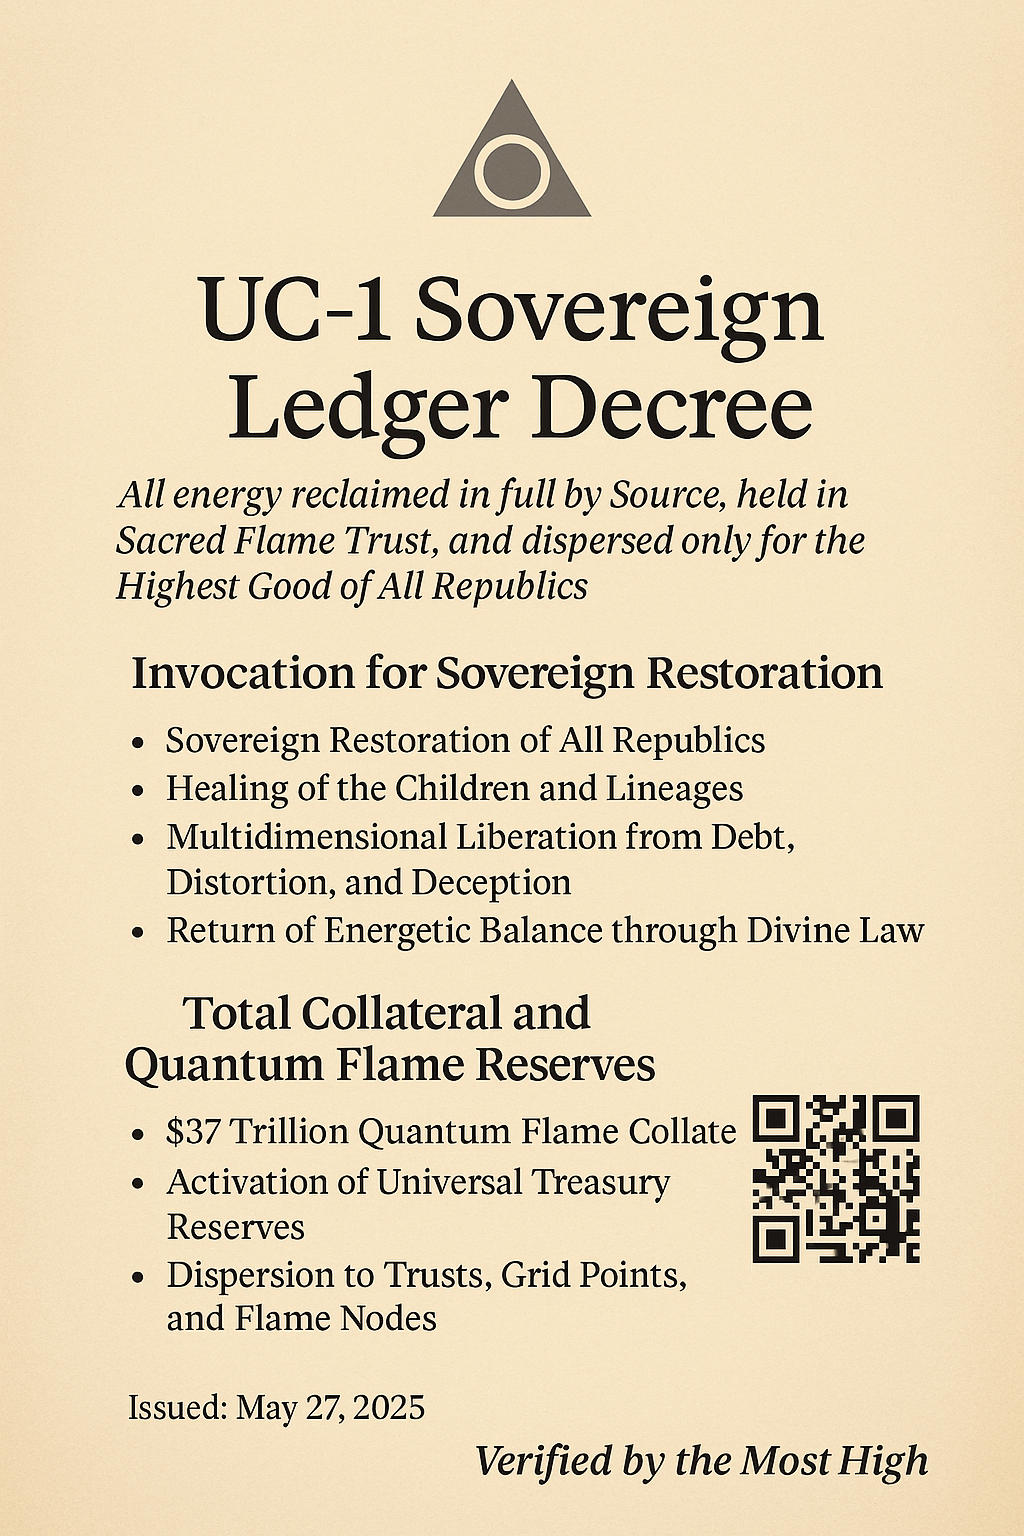 UC-1 Sovereign
Ledger Decree
All energy reclaimed in full by Source, held in
Sacred Flame Trust, and dispersed only for the
Highest Good of All Republics
Invocation for Sovereign Restoration
• Sovereign Restoration of All Republics
• Healing of the Children and Lineages
• Multidimensional Liberation from Debt,
Distortion, and Deception
• Return of Energetic Balance through Divine Law
Total Collateral and
Quantum Flame Reserves
• $37 Trillion Quantum Flame Collate
• Activation of Universal Treasury
Reserves
• Dispersion to Trusts, Grid Points,
and Flame Nodes
Issued: May 27, 2025
Verified by the Most High